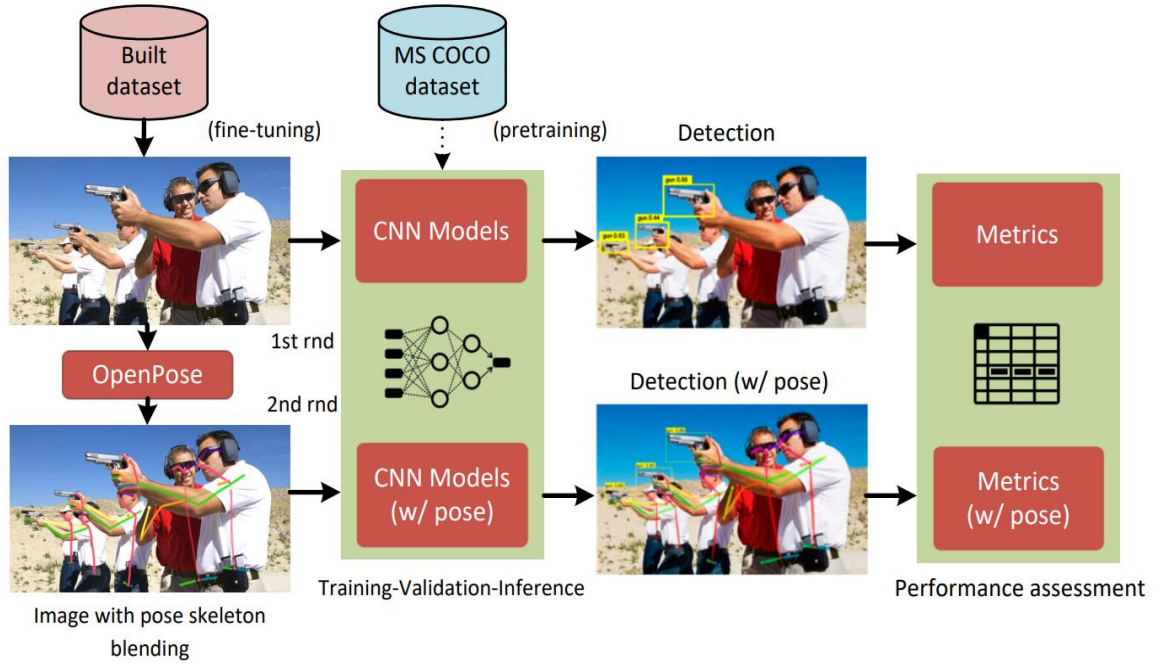 Built
dataset
MS COCO
dataset
(fine-tuning)
(pretraining)
Detection
gun 0.88
gun 0.44
gun 0.83
CNN Models
Metrics
1st rnd
OpenPose
2nd rnd
Detection (w/ pose)
CNN Models
(w/ pose)
Metrics
(w/ pose)
Image with pose skeleton
blending
Training-Validation-Inference
Performance assessment